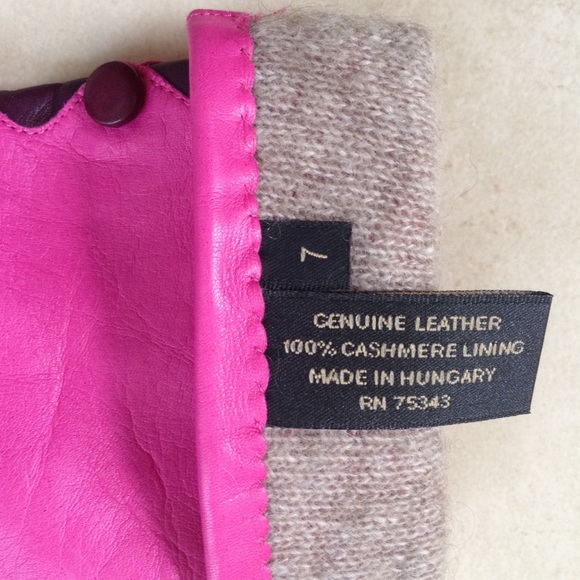 7
GENUINE LEATHER
100% CASHMERE LINING
MADE IN HUNGARY
RN 75343